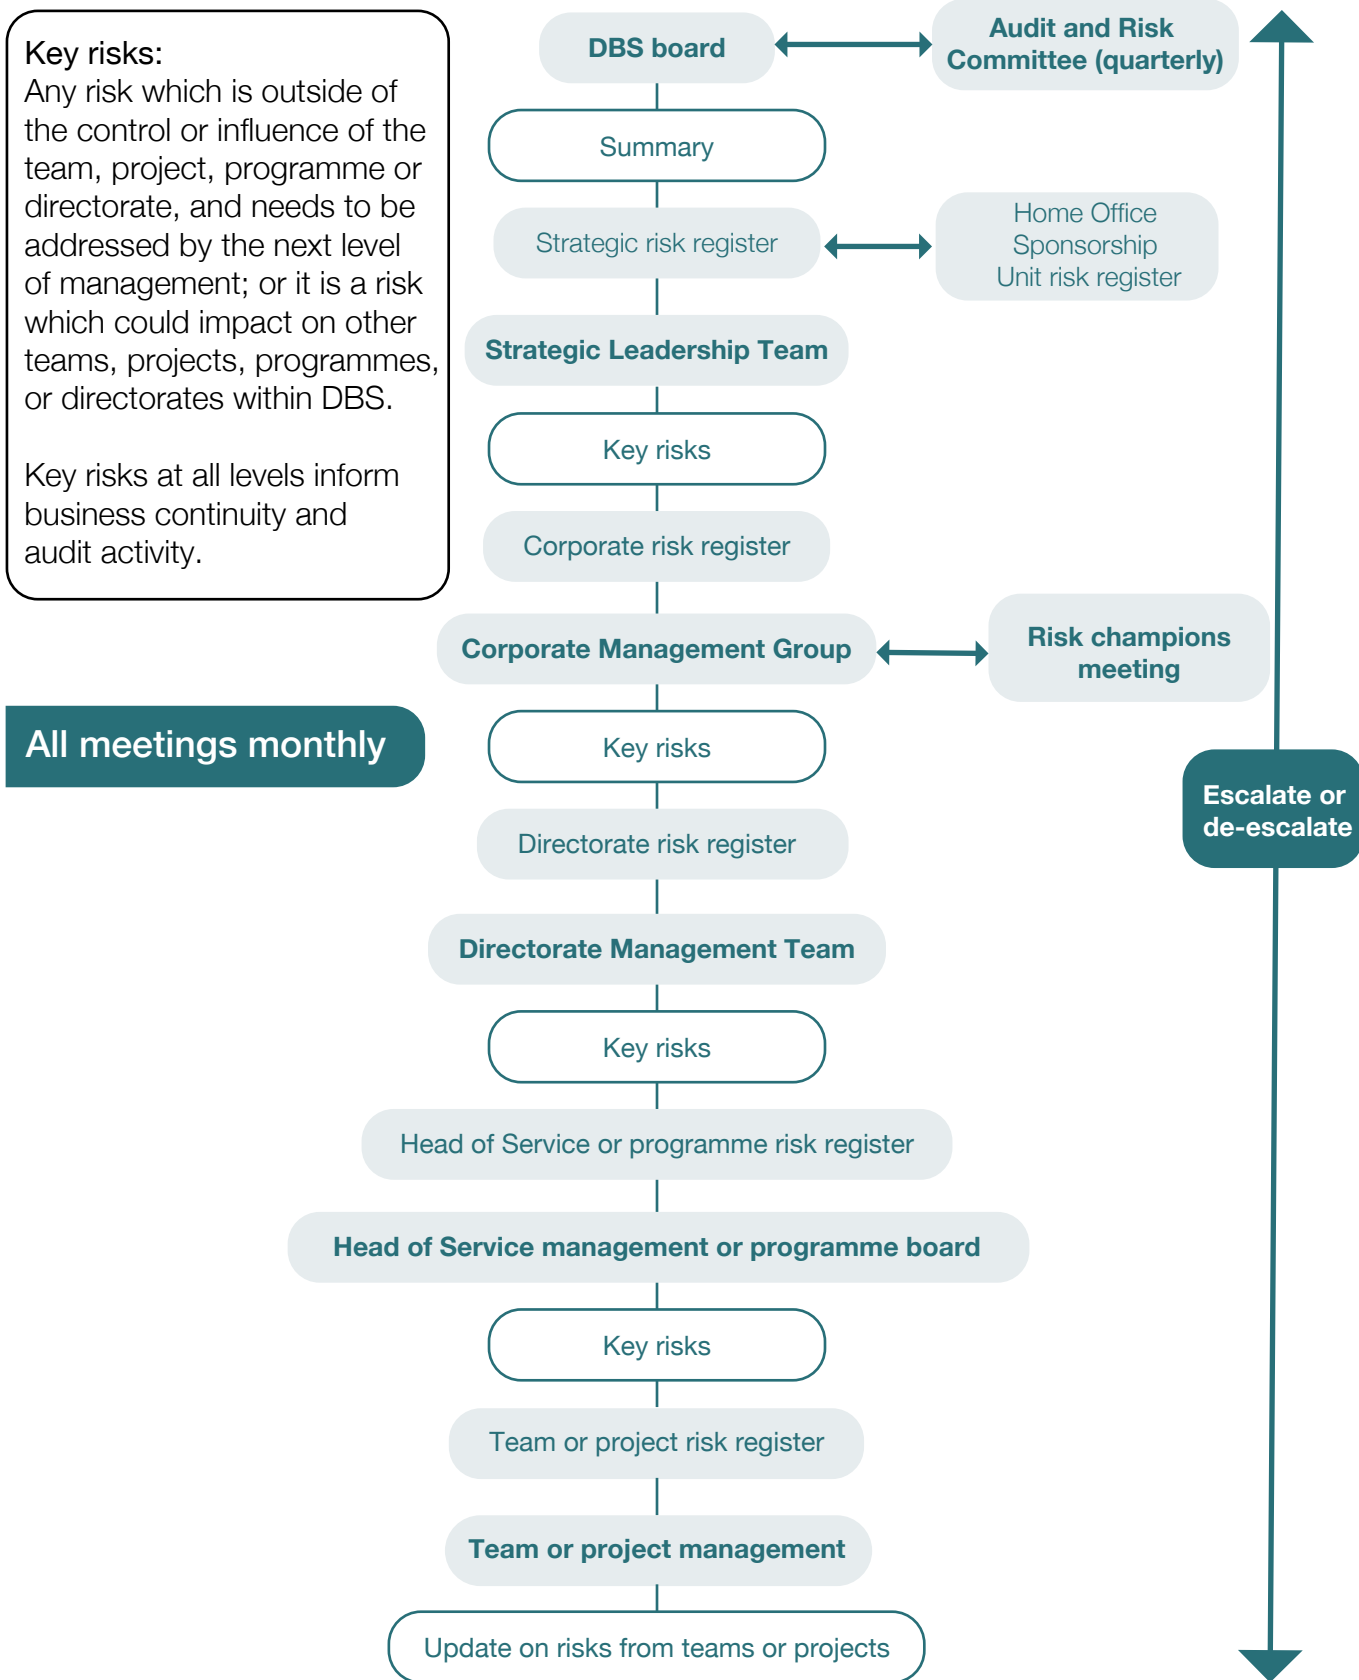 Key risks:
Any risk which is outside of
the control or influence of the
team, project, programme or
directorate, and needs to be
addressed by the next level
of management; or it is a risk
which could impact on other
teams, projects, programmes,
or directorates within DBS.
Key risks at all levels inform
business continuity and
audit activity.
All meetings monthly
DBS board
Audit and Risk
Committee (quarterly)
Summary
Strategic risk register
Home Office
Sponsorship
Unit risk register
Strategic Leadership Team
Key risks
Corporate risk register
Corporate Management Group
Risk champions
meeting
Key risks
Escalate or
de-escalate
Directorate risk register
Directorate Management Team
Key risks
Head of Service or programme risk register
Head of Service management or programme board
Key risks
Team or project risk register
Team or project management
Update on risks from teams or projects